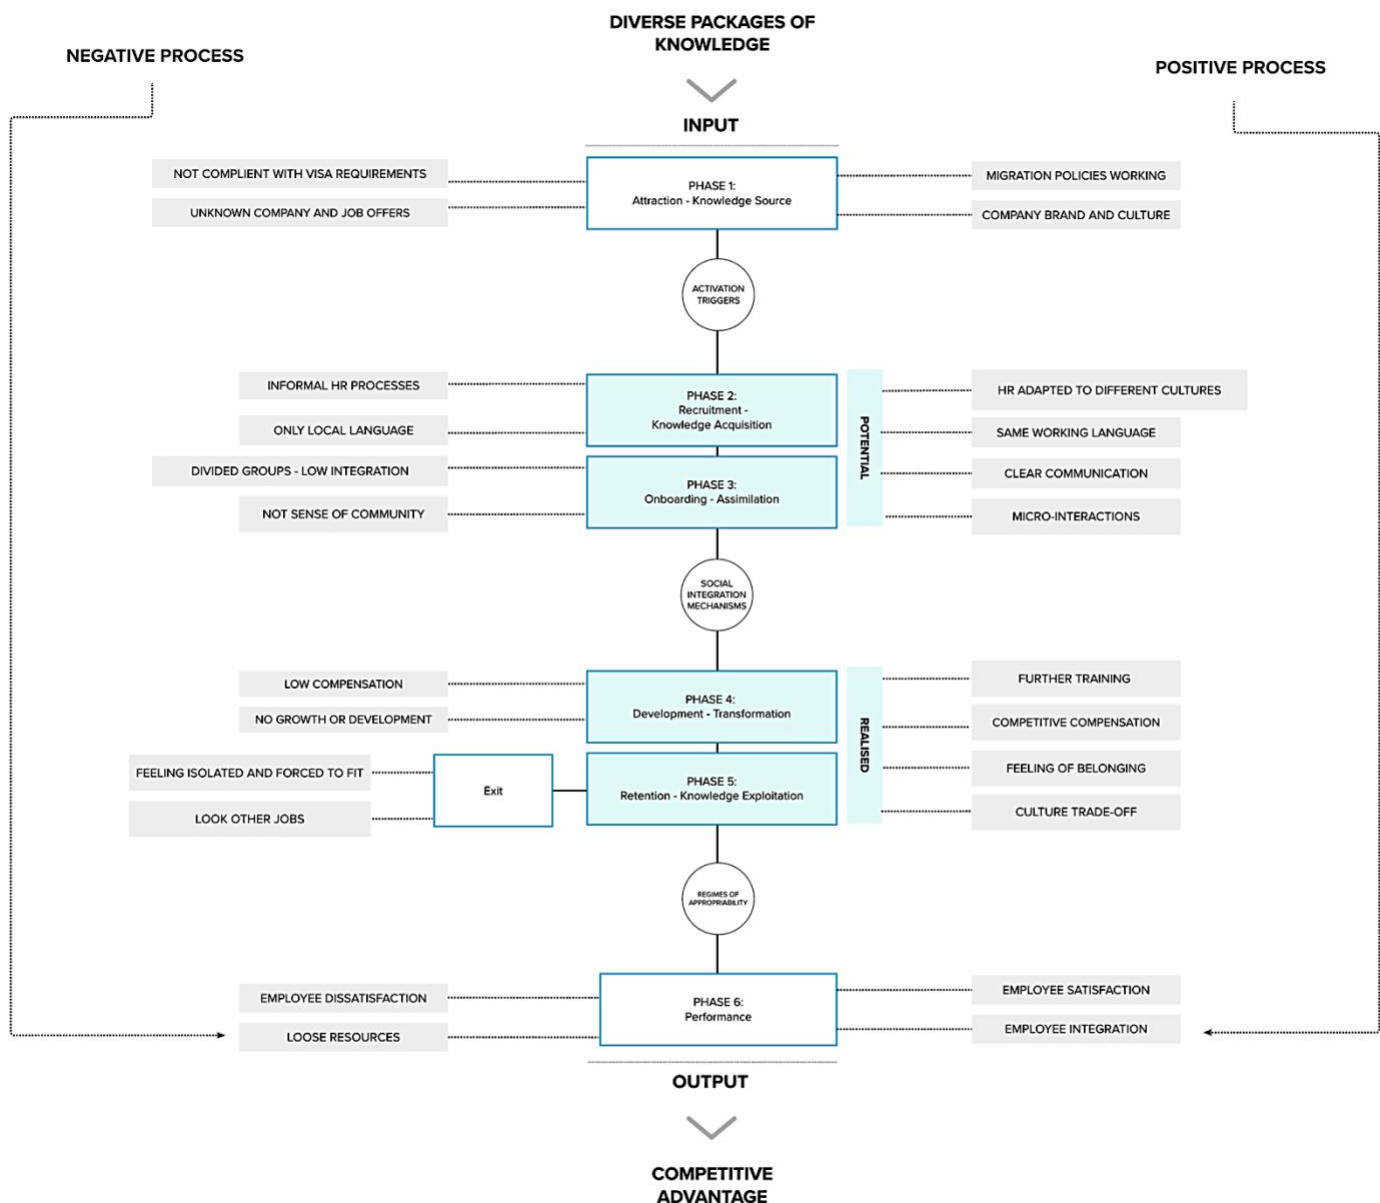 DIVERSE PACKAGES OF
KNOWLEDGE
NEGATIVE PROCESS
POSITIVE PROCESS
INPUT
NOT COMPLIENT WITH VISA REQUIREMENTS
UNKNOWN COMPANY AND JOB OFFERS
PHASE 1:
Attraction - Knowledge Source
MIGRATION POLICIES WORKING
COMPANY BRAND AND CULTURE
ACTIVATION
TRIGGERS
INFORMAL HR PROCESSES
ONLY LOCAL LANGUAGE
DIVIDED GROUPS - LOW INTEGRATION
NOT SENSE OF COMMUNITY
PHASE 2:
Recruitment -
Knowledge Acquisition
PHASE 3:
Onboarding - Assimilation
POTENTIAL
HR ADAPTED TO DIFFERENT CULTURES
SAME WORKING LANGUAGE
CLEAR COMMUNICATION
MICRO-INTERACTIONS
SOCIAL
INTEGRATION
MECHANISMS
LOW COMPENSATION
NO GROWTH OR DEVELOPMENT
FEELING ISOLATED AND FORCED TO FIT
LOOK OTHER JOBS
Exit
PHASE 4:
Development - Transformation
PHASE 5:
Retention - Knowledge Exploitation
REALISED
FURTHER TRAINING
COMPETITIVE COMPENSATION
FEELING OF BELONGING
CULTURE TRADE-OFF
REGIMES OF
APPROPRIABILITY
EMPLOYEE DISSATISFACTION
LOOSE RESOURCES
PHASE 6:
Performance
EMPLOYEE SATISFACTION
EMPLOYEE INTEGRATION
OUTPUT
COMPETITIVE
ADVANTAGE